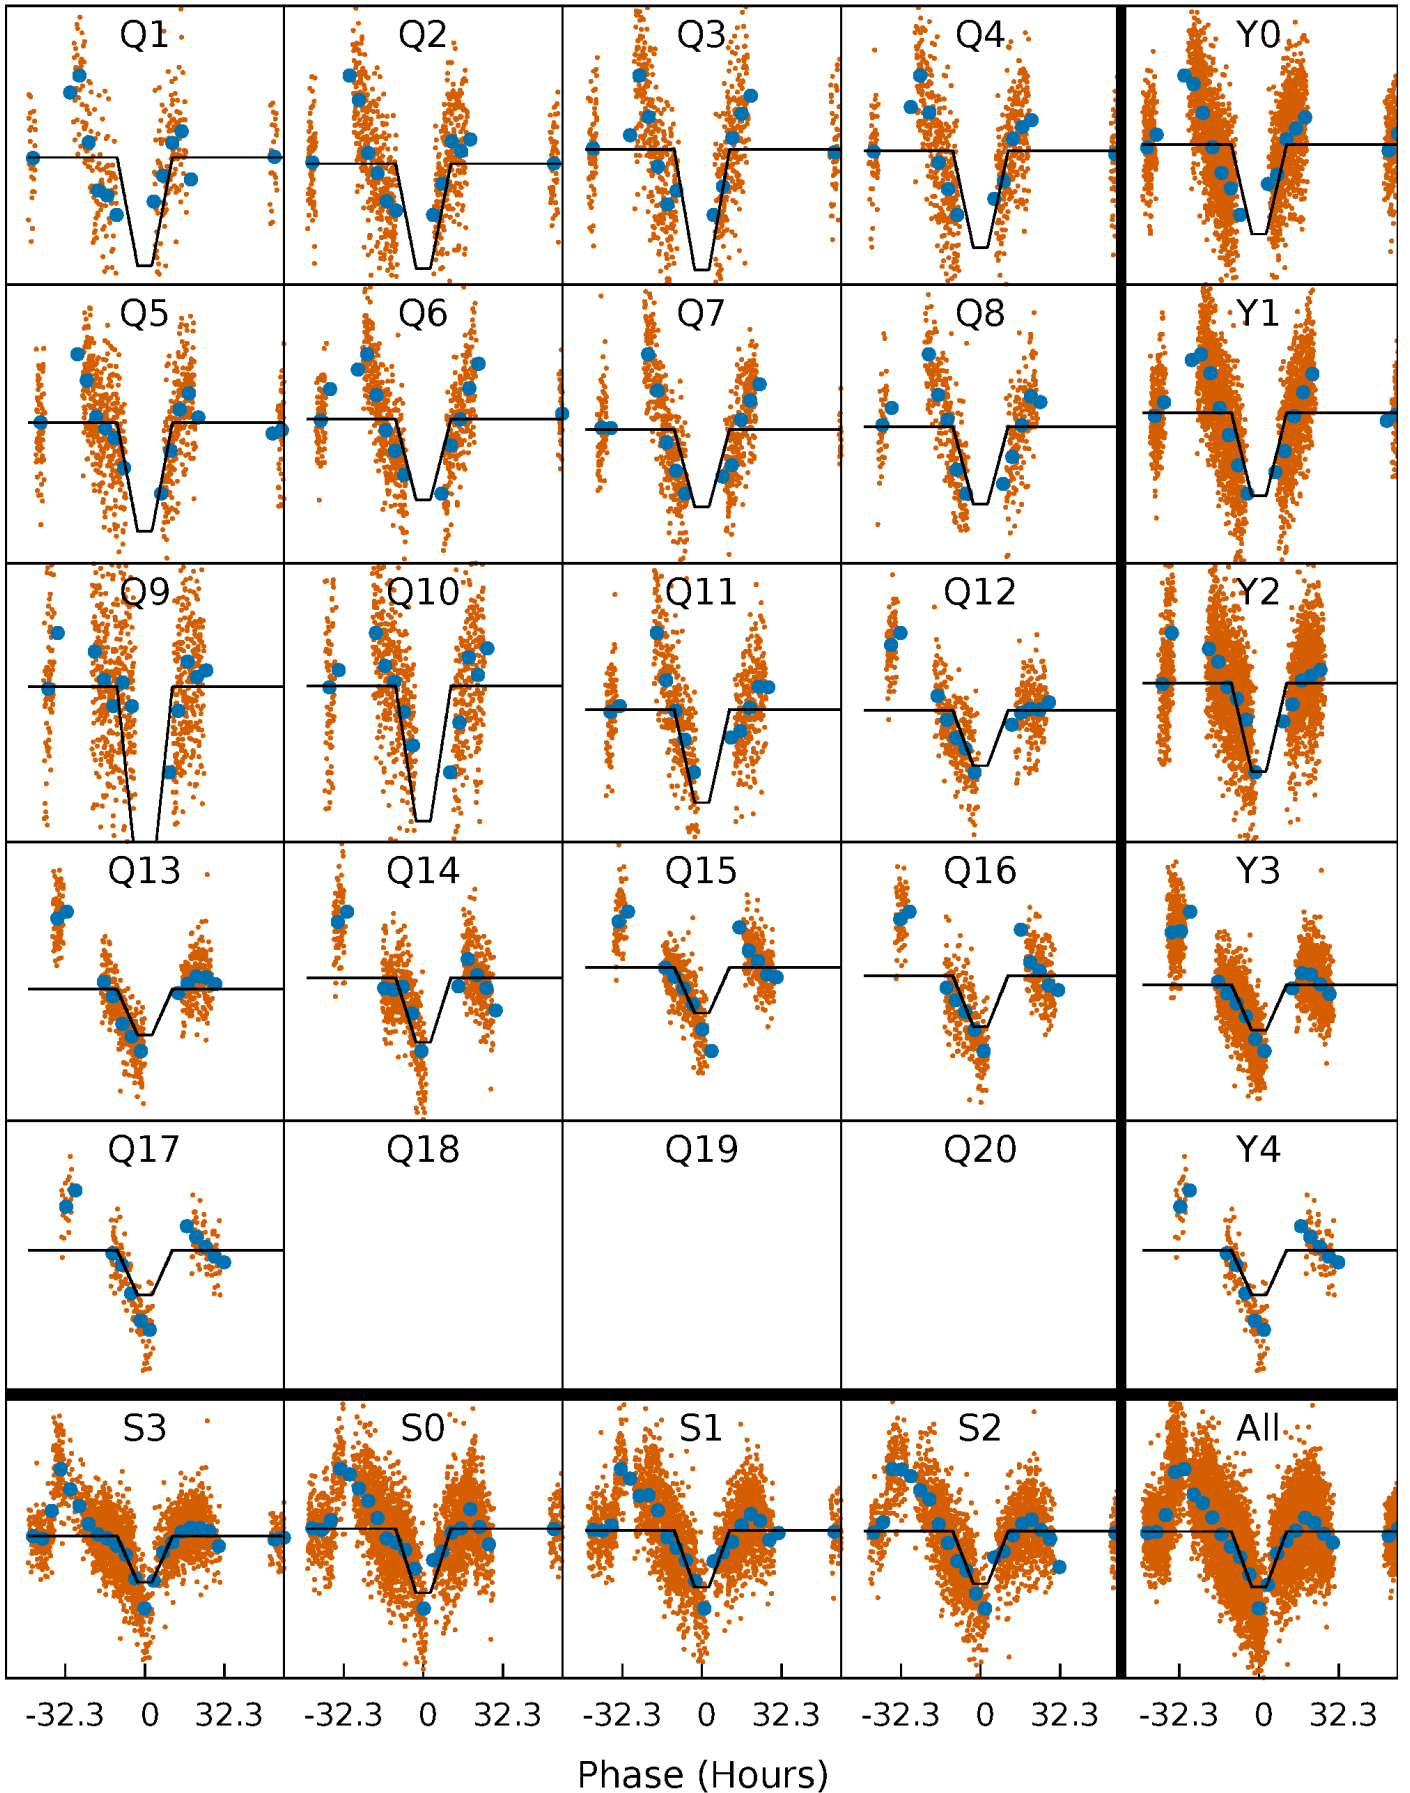 Q1 Q2 Q3 Q4 Y0
Q5 Q6 Q7 Q8 Y1
Q9 Q10 Q11 Q12 Y2
Q13 Q14 Q15 Q16 Y3
Q17 Q18 Q19 Q20 Y4
S3 S0 S1 S2 All
-32.3 0 32.3 -32.3 0 32.3 -32.3 0 32.3 -32.3 0 32.3 -32.3 0 32.3
Phase (Hours)